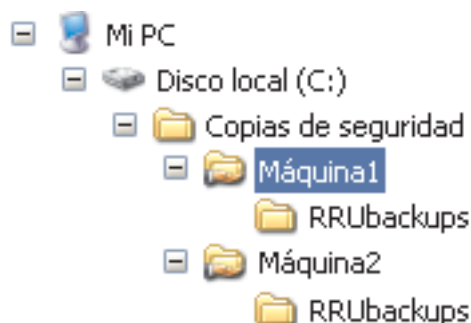 Mi PC
Disco local (C:)
Copias de seguridad
Máquina1
RRUbackups
Máquina2
RRUbackups